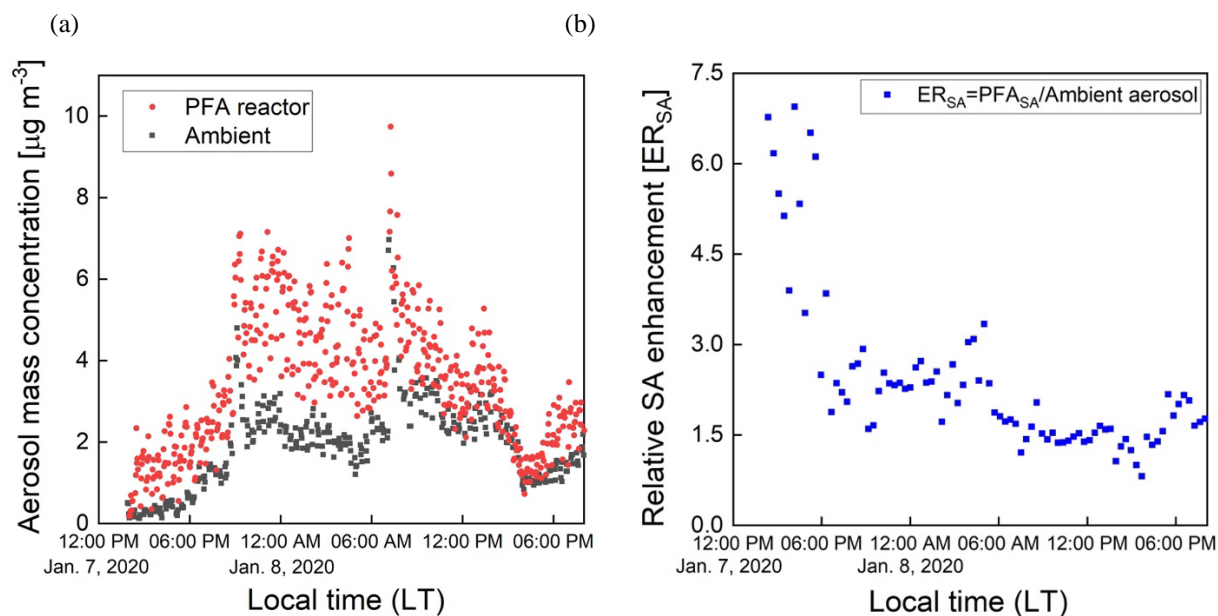 (a)
(b)
Aerosol mass concentration [μg m⁻³]
10
8
6
4
2
0
PFA reactor
Ambient
12:00 PM 06:00 PM 12:00 AM 06:00 AM 12:00 PM 06:00 PM
Jan. 7, 2020 Jan. 8, 2020
Local time (LT)
Relative SA enhancement [ER_SA]
7.5
6.0
4.5
3.0
1.5
0.0
ER_SA=PFA_SA/Ambient aerosol
12:00 PM 06:00 PM 12:00 AM 06:00 AM 12:00 PM 06:00 PM
Jan. 7, 2020 Jan. 8, 2020
Local time (LT)